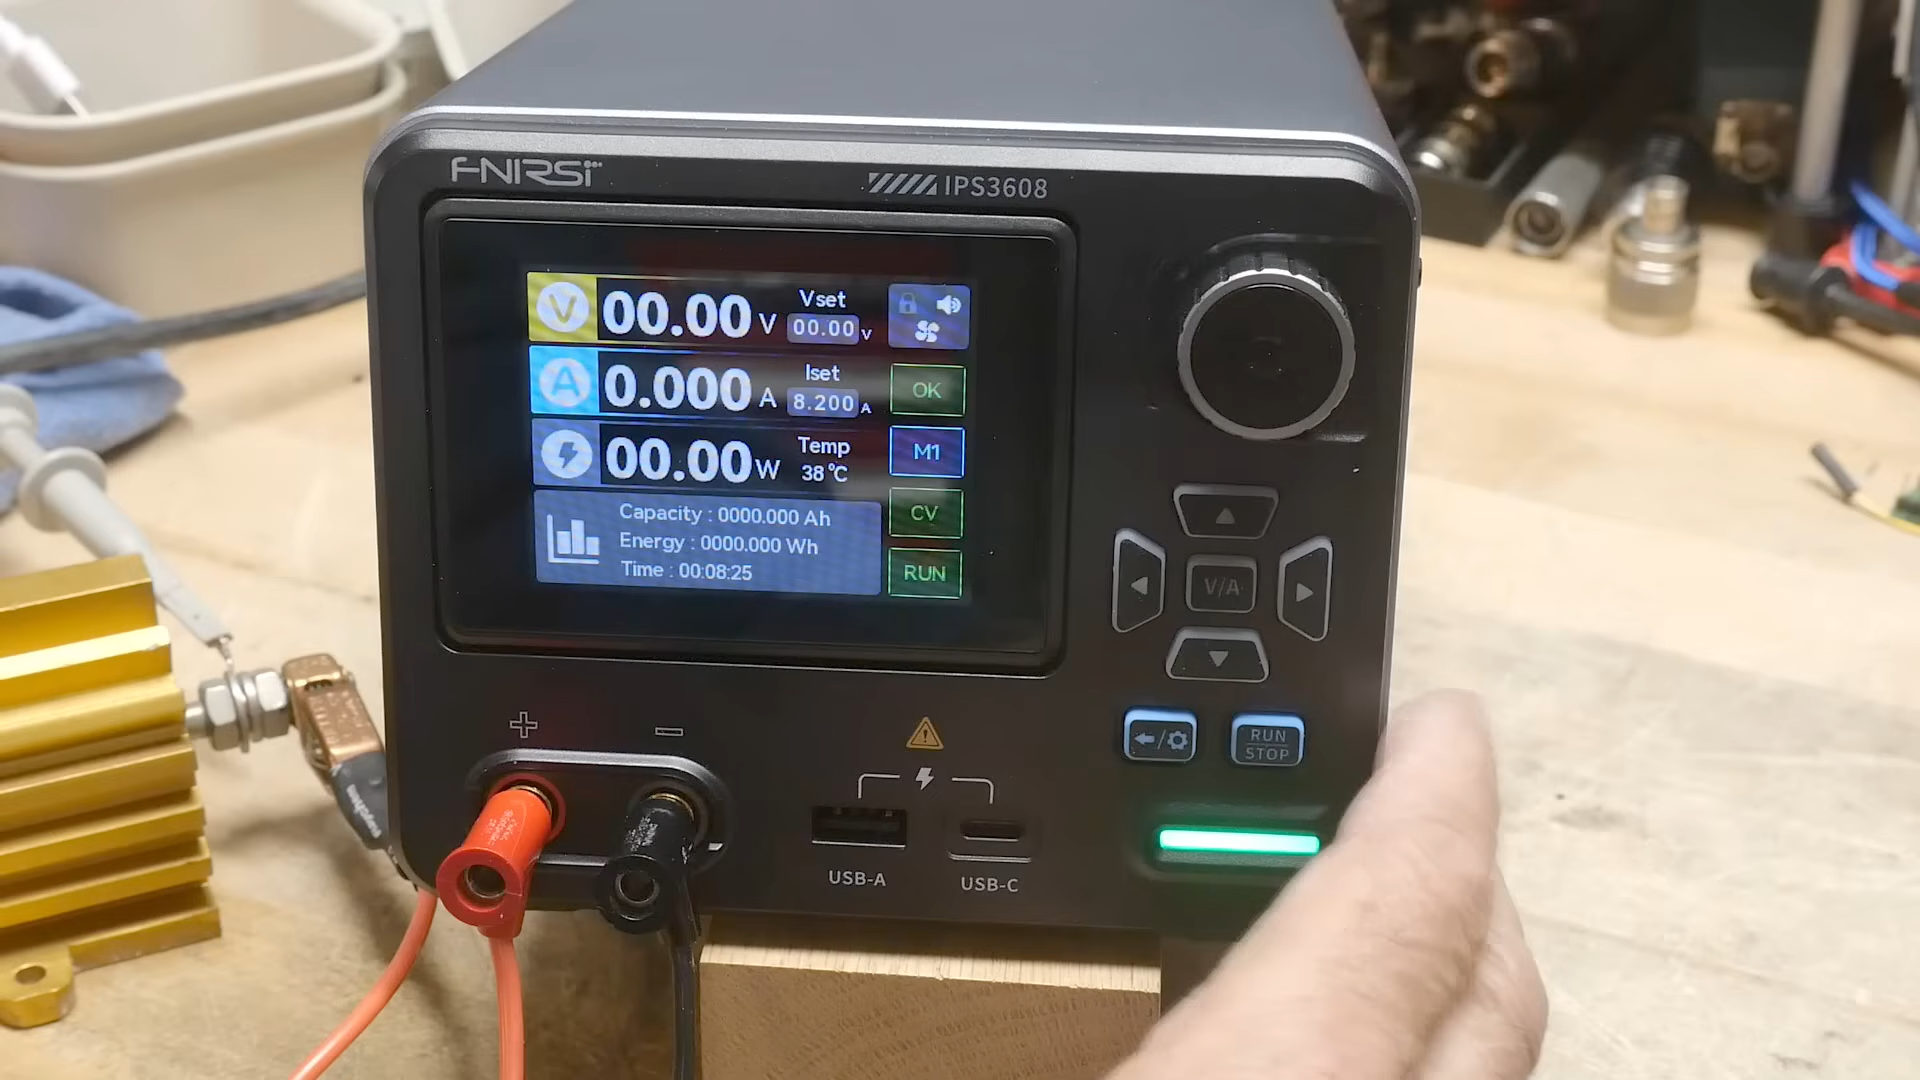 FNIRSI
IPS3608
V 00.00 V Vset
00.00 V
A 0.000 A Iset
8.200 A
OK
00.00 W Temp
38℃
M1
Capacity : 0000.000 Ah
CV
Energy : 0000.000 Wh
Time : 00:08:25
RUN
V/A
RUN
STOP
USB-A
USB-C